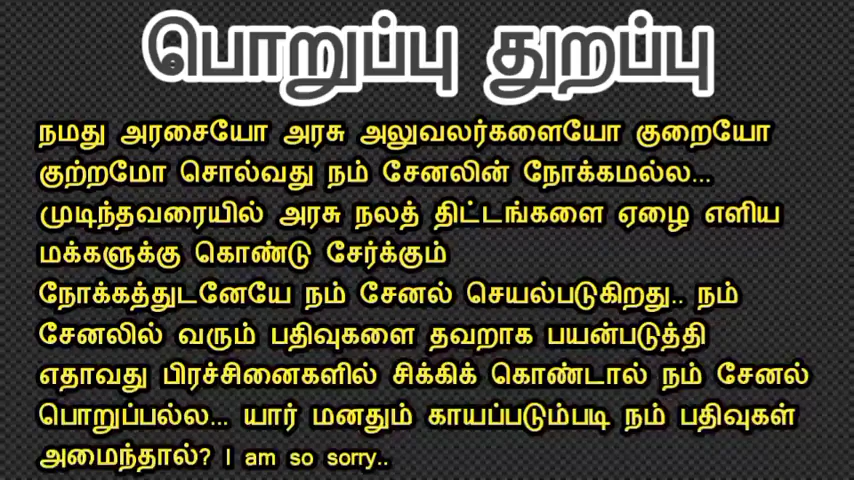 பொறுப்பு துறப்பு
நமது அரசையோ அரசு அலுவலர்களையோ குறையோ
குற்றமோ சொல்வது நம் சேனலின் நோக்கமல்ல...
முடிந்தவரையில் அரசு நலத் திட்டங்களை ஏழை எளிய
மக்களுக்கு கொண்டு சேர்க்கும்
நோக்கத்துடனேயே நம் சேனல் செயல்படுகிறது.. நம்
சேனலில் வரும் பதிவுகளை தவறாக பயன்படுத்தி
எதாவது பிரச்சினைகளில் சிக்கிக் கொண்டால் நம் சேனல்
பொறுப்பல்ல... யார் மனதும் காயப்படும்படி நம் பதிவுகள்
அமைந்தால்? I am so sorry..